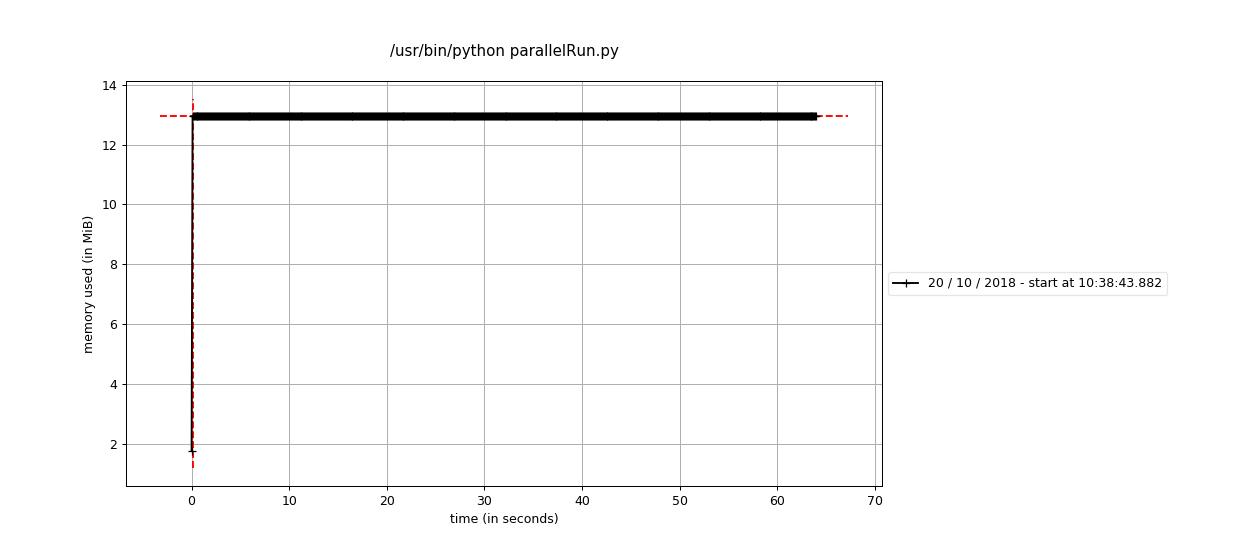 /usr/bin/python parallelRun.py
14
12
10
8
6
4
2
memory used (in MiB)
0 10 20 30 40 50 60 70
time (in seconds)
20 / 10 / 2018 - start at 10:38:43.882